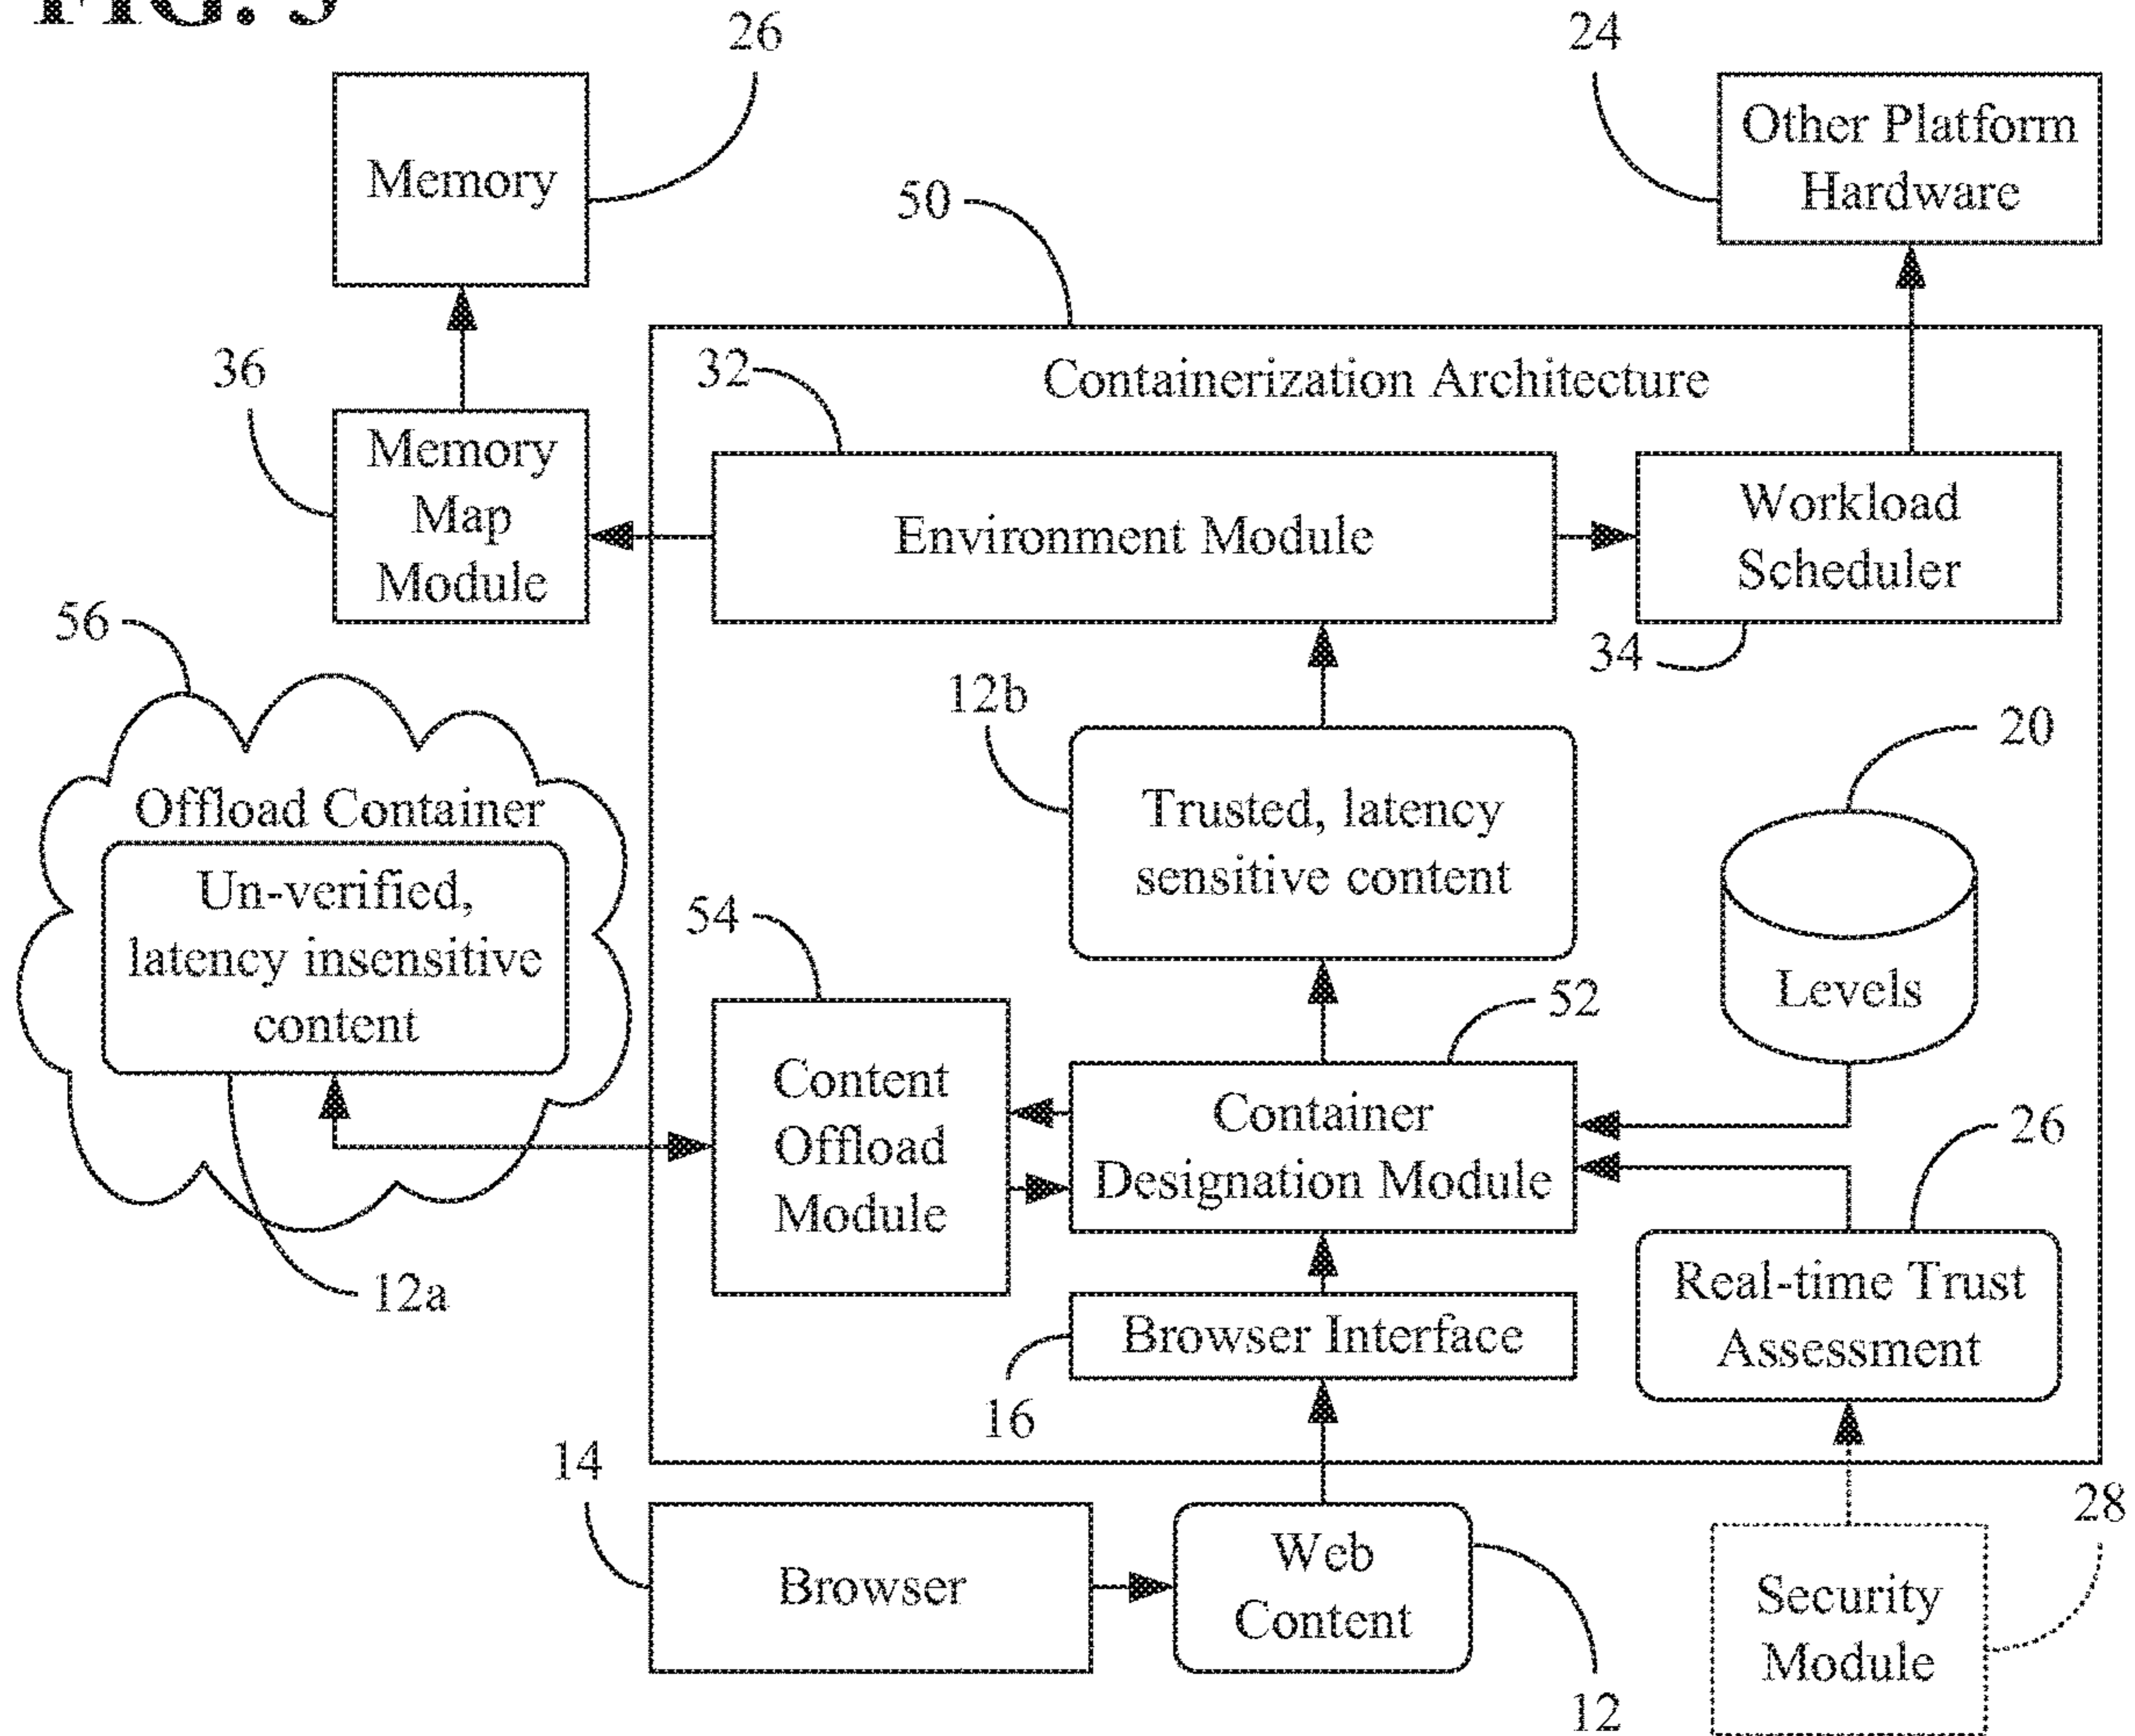 26
24
Memory
Other Platform
Hardware
50
36
32
Containerization Architecture
Memory
Map
Module
Environment Module
Workload
Scheduler
56
34
12b
20
Offload Container
Un-verified,
latency insensitive
content
Trusted, latency
sensitive content
Levels
54
52
Content
Offload
Module
Container
Designation Module
26
12a
Browser Interface
Real-time Trust
Assessment
16
14
28
Browser
Web
Content
Security
Module
12